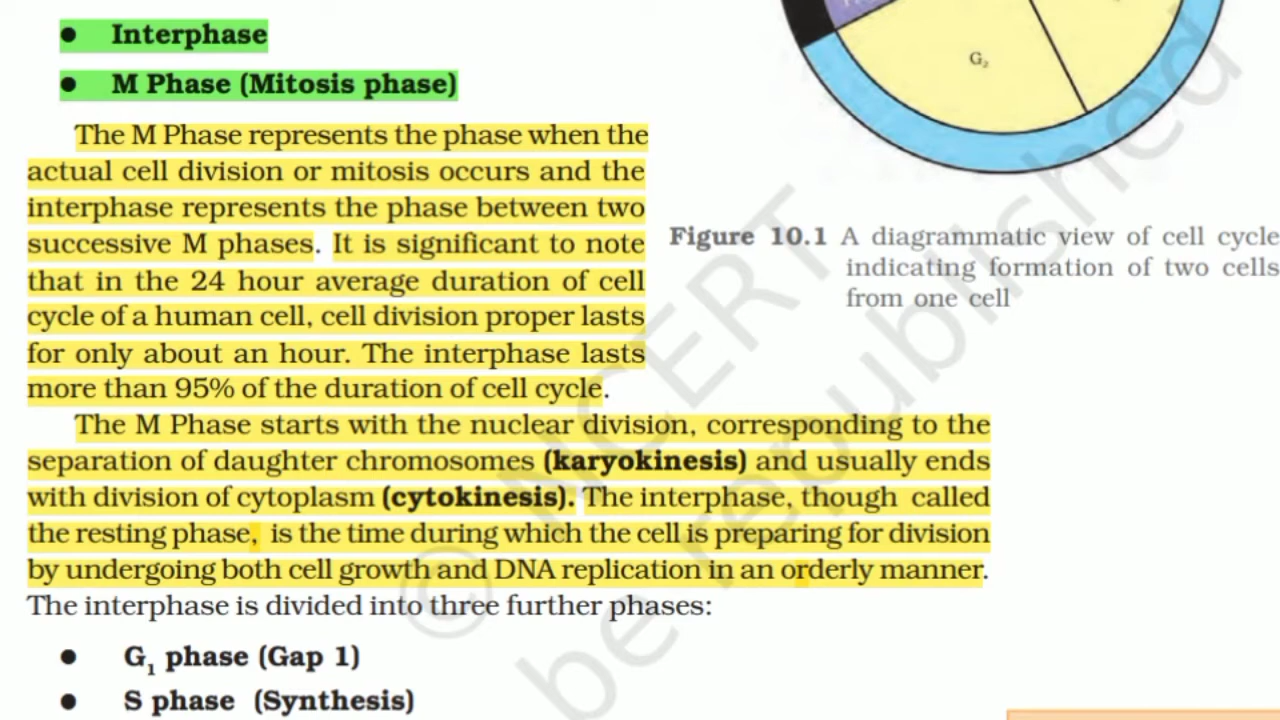 • Interphase
• M Phase (Mitosis phase)
The M Phase represents the phase when the
actual cell division or mitosis occurs and the
interphase represents the phase between two
successive M phases. It is significant to note
that in the 24 hour average duration of cell
cycle of a human cell, cell division proper lasts
for only about an hour. The interphase lasts
more than 95% of the duration of cell cycle.
G₂
Figure 10.1 A diagrammatic view of cell cycle
indicating formation of two cells
from one cell
The M Phase starts with the nuclear division, corresponding to the
separation of daughter chromosomes (karyokinesis) and usually ends
with division of cytoplasm (cytokinesis). The interphase, though called
the resting phase, is the time during which the cell is preparing for division
by undergoing both cell growth and DNA replication in an orderly manner.
The interphase is divided into three further phases:
• G₁ phase (Gap 1)
• S phase (Synthesis)
© NCERT
be republished